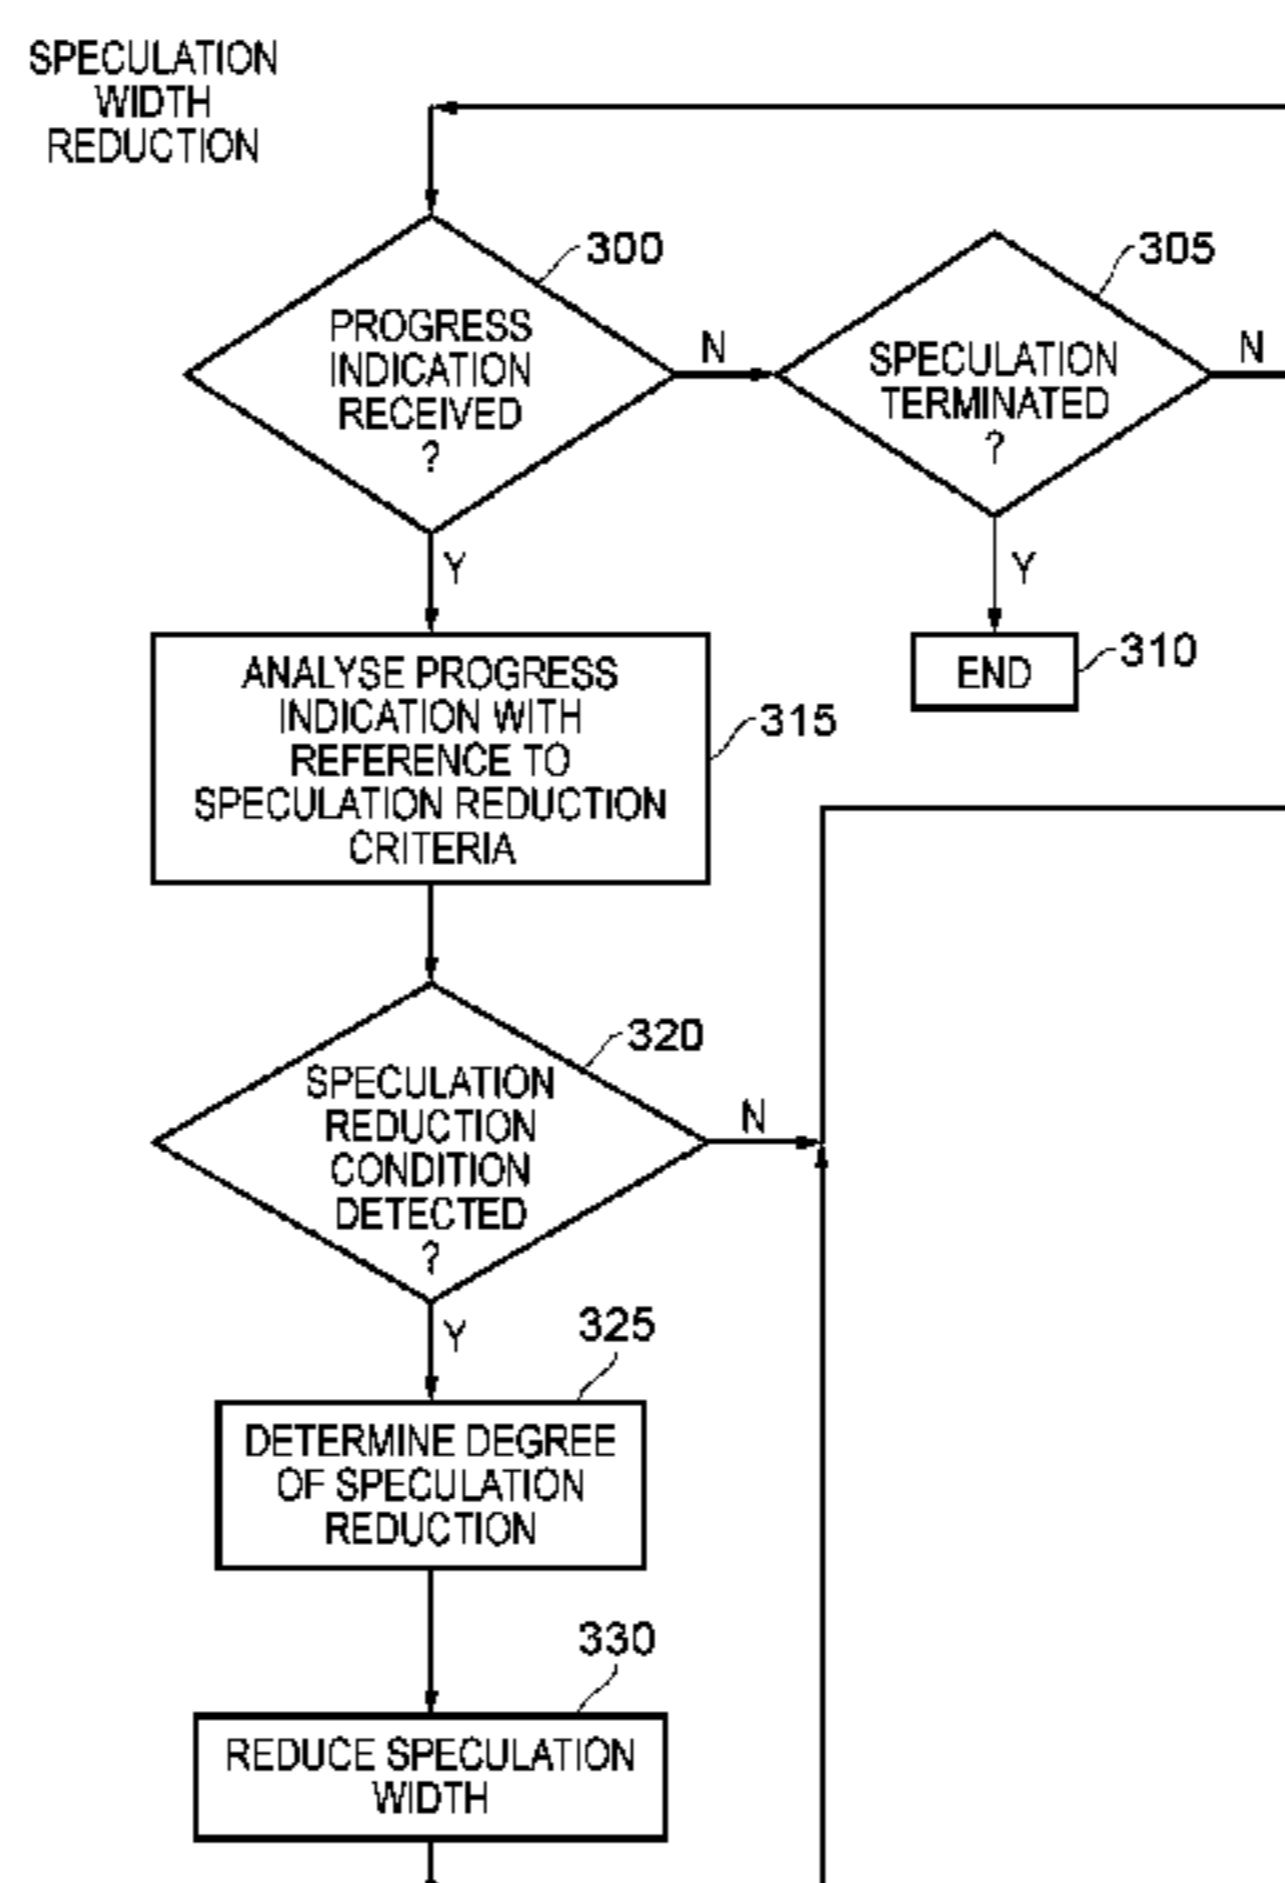 SPECULATION
WIDTH
REDUCTION
300
PROGRESS
INDICATION
RECEIVED
?
N
305
SPECULATION
TERMINATED
?
N
Y
Y
END
310
ANALYSE PROGRESS
INDICATION WITH
REFERENCE TO
SPECULATION REDUCTION
CRITERIA
315
320
SPECULATION
REDUCTION
CONDITION
DETECTED
?
N
Y
325
DETERMINE DEGREE
OF SPECULATION
REDUCTION
330
REDUCE SPECULATION
WIDTH